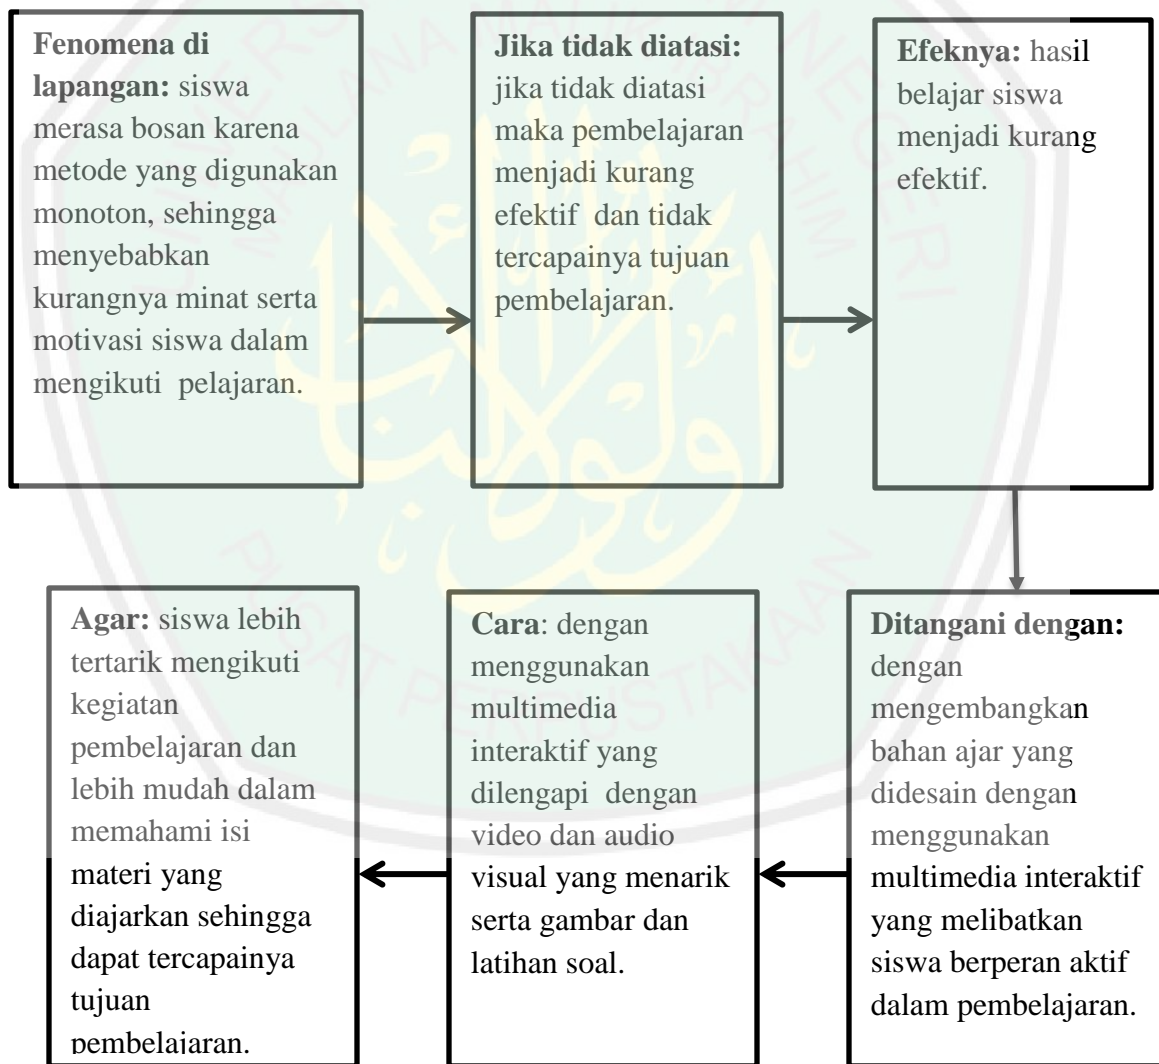 Fenomena di
lapangan: siswa
merasa bosan karena
metode yang digunakan
monoton, sehingga
menyebabkan
kurangnya minat serta
motivasi siswa dalam
mengikuti pelajaran.
Jika tidak diatasi:
jika tidak diatasi
maka pembelajaran
menjadi kurang
efektif dan tidak
tercapainya tujuan
pembelajaran.
Efeknya: hasil
belajar siswa
menjadi kurang
efektif.
Ditangani dengan:
dengan
mengembangkan
bahan ajar yang
didesain dengan
menggunakan
multimedia interaktif
yang melibatkan
siswa berperan aktif
dalam pembelajaran.
Cara: dengan
menggunakan
multimedia
interaktif yang
dilengapi dengan
video dan audio
visual yang menarik
serta gambar dan
latihan soal.
Agar: siswa lebih
tertarik mengikuti
kegiatan
pembelajaran dan
lebih mudah dalam
memahami isi
materi yang
diajarkan sehingga
dapat tercapainya
tujuan
pembelajaran.
MAULANA MALIK IBRAHIM
PUSAT PERPUSTAKAAN